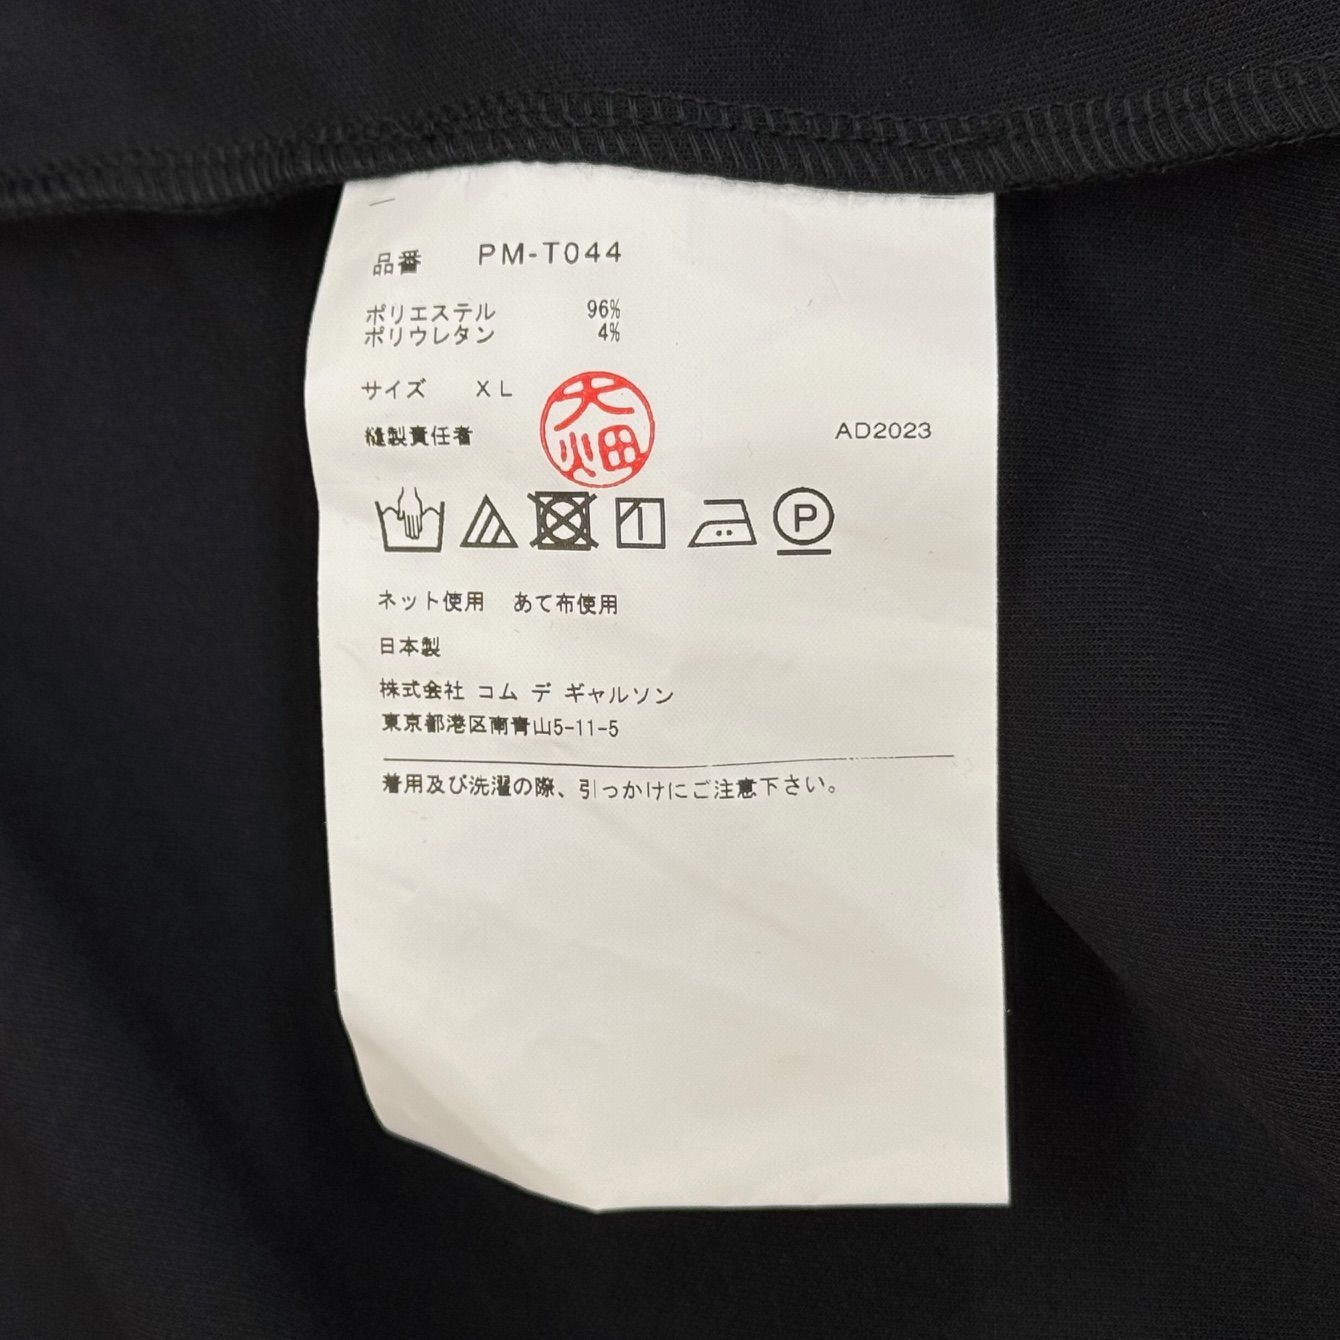 品番 PM-T044
ポリエステル 96%
ポリウレタン 4%
サイズ XL
縫製責任者 大畑
AD2023
P
ネット使用 あて布使用
日本製
株式会社 コム デ ギャルソン
東京都港区南青山5-11-5
着用及び洗濯の際、引っかけにご注意下さい。